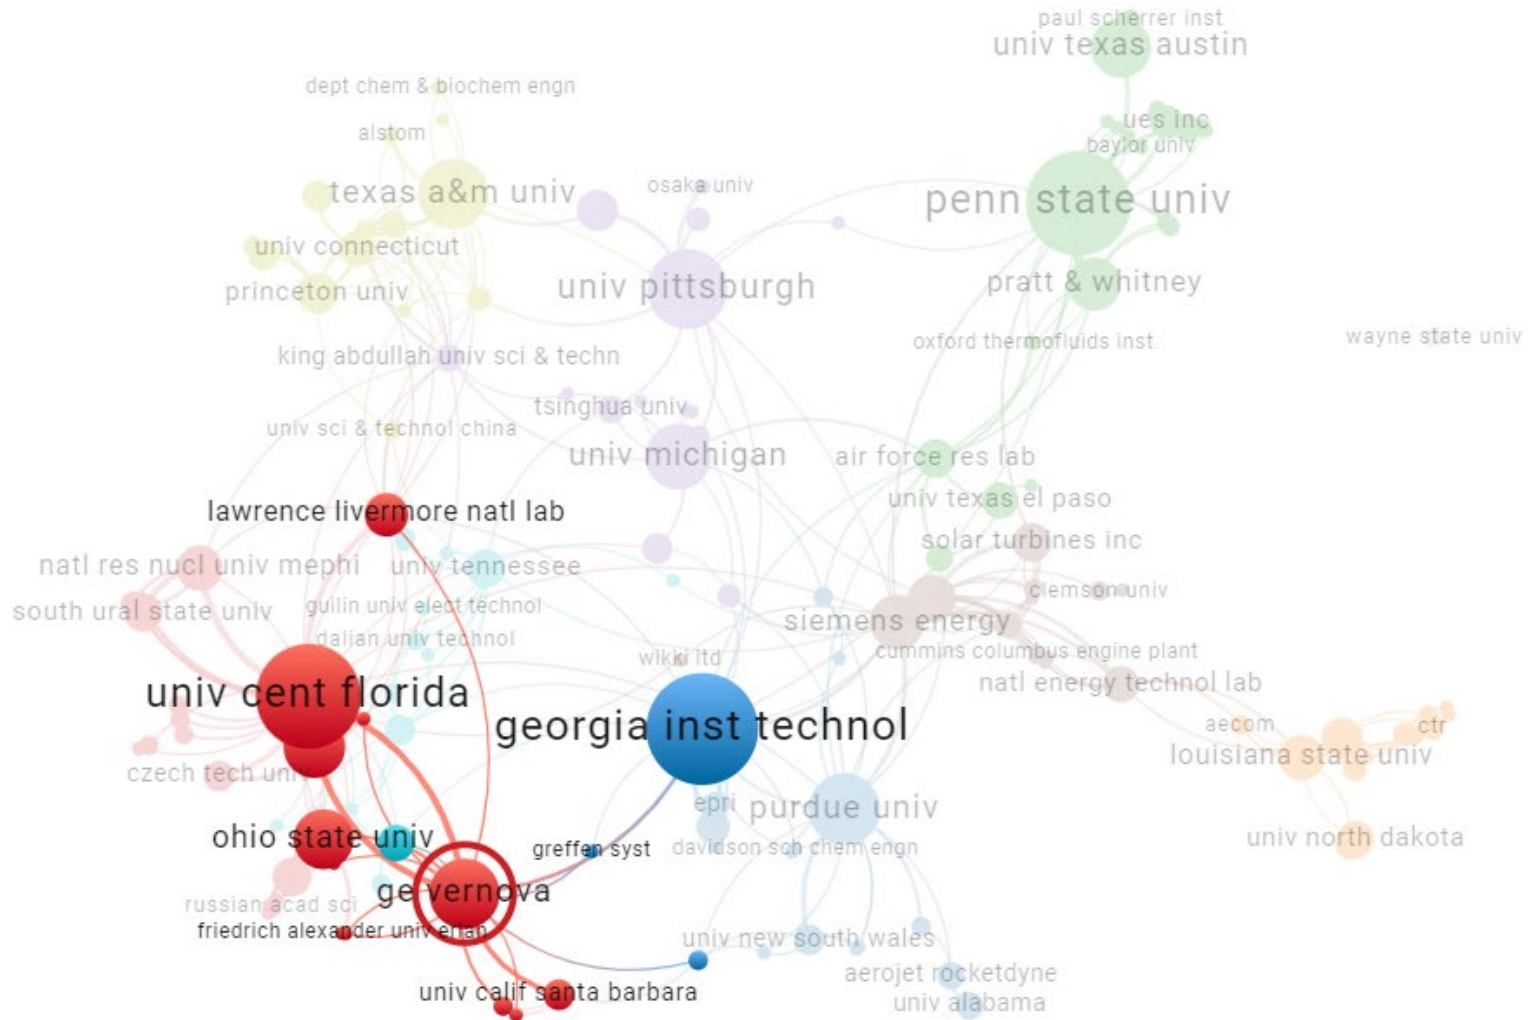 paul scherrer inst
univ texas austin
dept chem & biochem engn
ues inc
alstom
baylor univ
texas a&m univ
osaka univ
penn state univ
univ connecticut
univ pittsburgh
pratt & whitney
princeton univ
oxford thermofluids inst.
wayne state univ
king abdullah univ sci & techn
tsinghua univ
univ sci & technol china
univ michigan
air force res lab
univ texas el paso
lawrence livermore natl lab
solar turbines inc
natl res nucl univ mephi
univ tennessee
clemson univ
south ural state univ
guilin univ elect technol
siemens energy
dalian univ technol
cummins columbus engine plant
wikki ltd
natl energy technol lab
univ cent florida
georgia inst technol
aecom
ctr
louisiana state univ
czech tech univ
epri
purdue univ
ohio state univ
greffen syst
davidson sch chem engn
univ north dakota
ge vernova
russian acad sci
friedrich alexander univ erlan
univ new south wales
aerojet rocketdyne
univ calif santa barbara
univ alabama